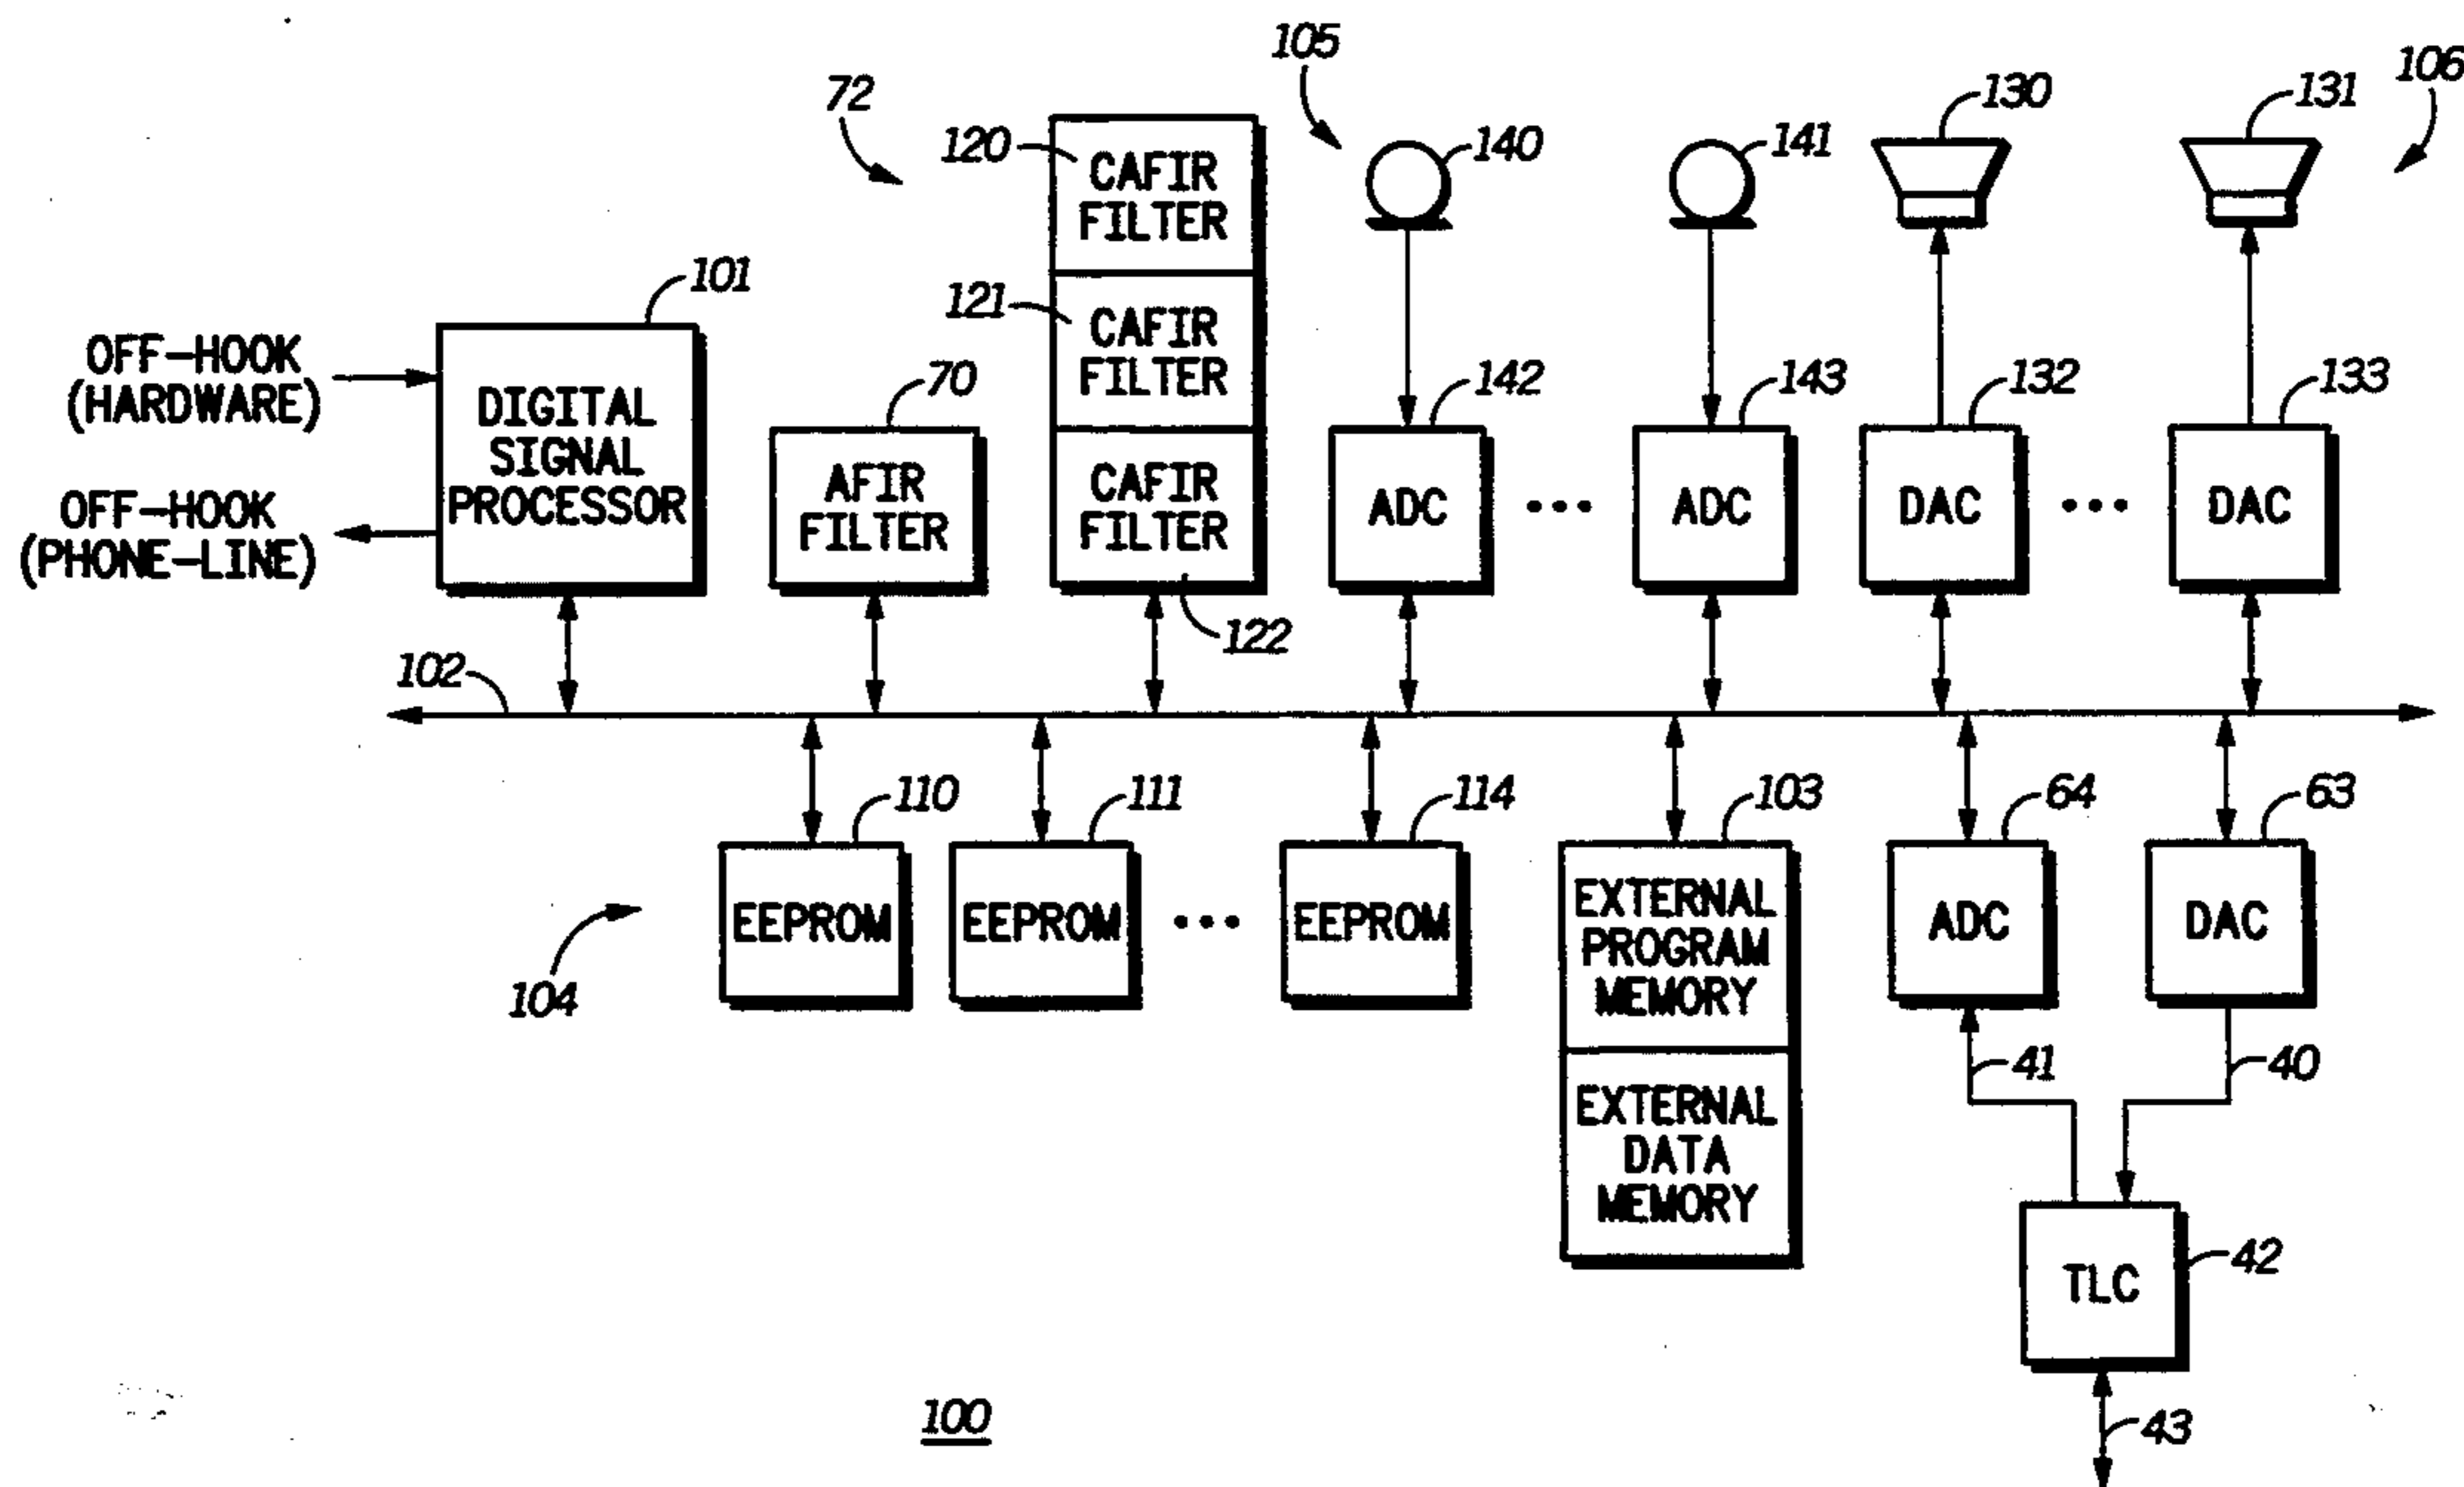 105
106
72
130
131
120
CAFIR
FILTER
140
141
101
121
CAFIR
FILTER
OFF-HOOK
(HARDWARE)
DIGITAL
SIGNAL
PROCESSOR
70
142
143
132
133
OFF-HOOK
(PHONE-LINE)
AFIR
FILTER
CAFIR
FILTER
ADC
•••
ADC
DAC
•••
DAC
122
102
110
111
114
103
64
63
EEPROM
EEPROM
•••
EEPROM
EXTERNAL
PROGRAM
MEMORY
ADC
DAC
104
41
40
EXTERNAL
DATA
MEMORY
TLC
42
100
43